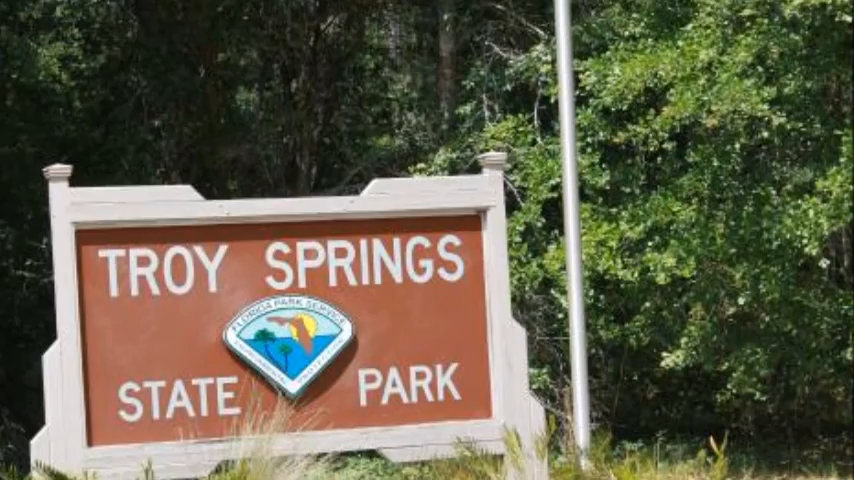 TROY SPRINGS
FLORIDA PARK SERVICE
STATE PARK